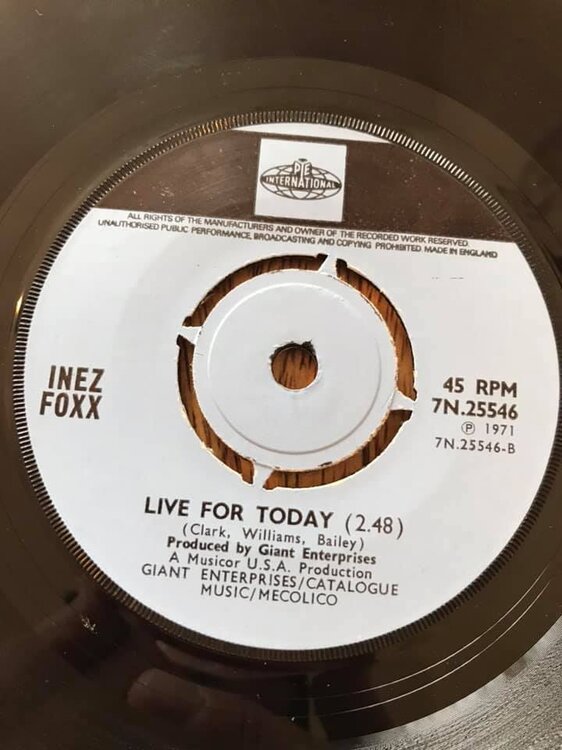 PYE
INTERNATIONAL
ALL RIGHTS OF THE MANUFACTURERS AND OWNER OF THE RECORDED WORK RESERVED.
UNAUTHORISED PUBLIC PERFORMANCE, BROADCASTING AND COPYING PROHIBITED. MADE IN ENGLAND
INEZ
FOXX
45 RPM
7N.25546
Ⓟ 1971
7N.25546-B
LIVE FOR TODAY (2.48)
(Clark, Williams, Bailey)
Produced by Giant Enterprises
A Musicor U.S.A. Production
GIANT ENTERPRISES/CATALOGUE
MUSIC/MECOLICO